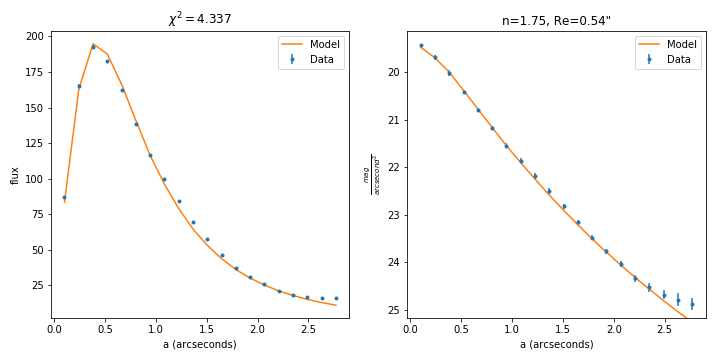 χ² = 4.337
n=1.75, Re=0.54"
Model
Data
Model
Data
flux
200
175
150
125
100
75
50
25
0.0 0.5 1.0 1.5 2.0 2.5
a (arcseconds)
mag/arcsecond²
20
21
22
23
24
25
0.0 0.5 1.0 1.5 2.0 2.5
a (arcseconds)